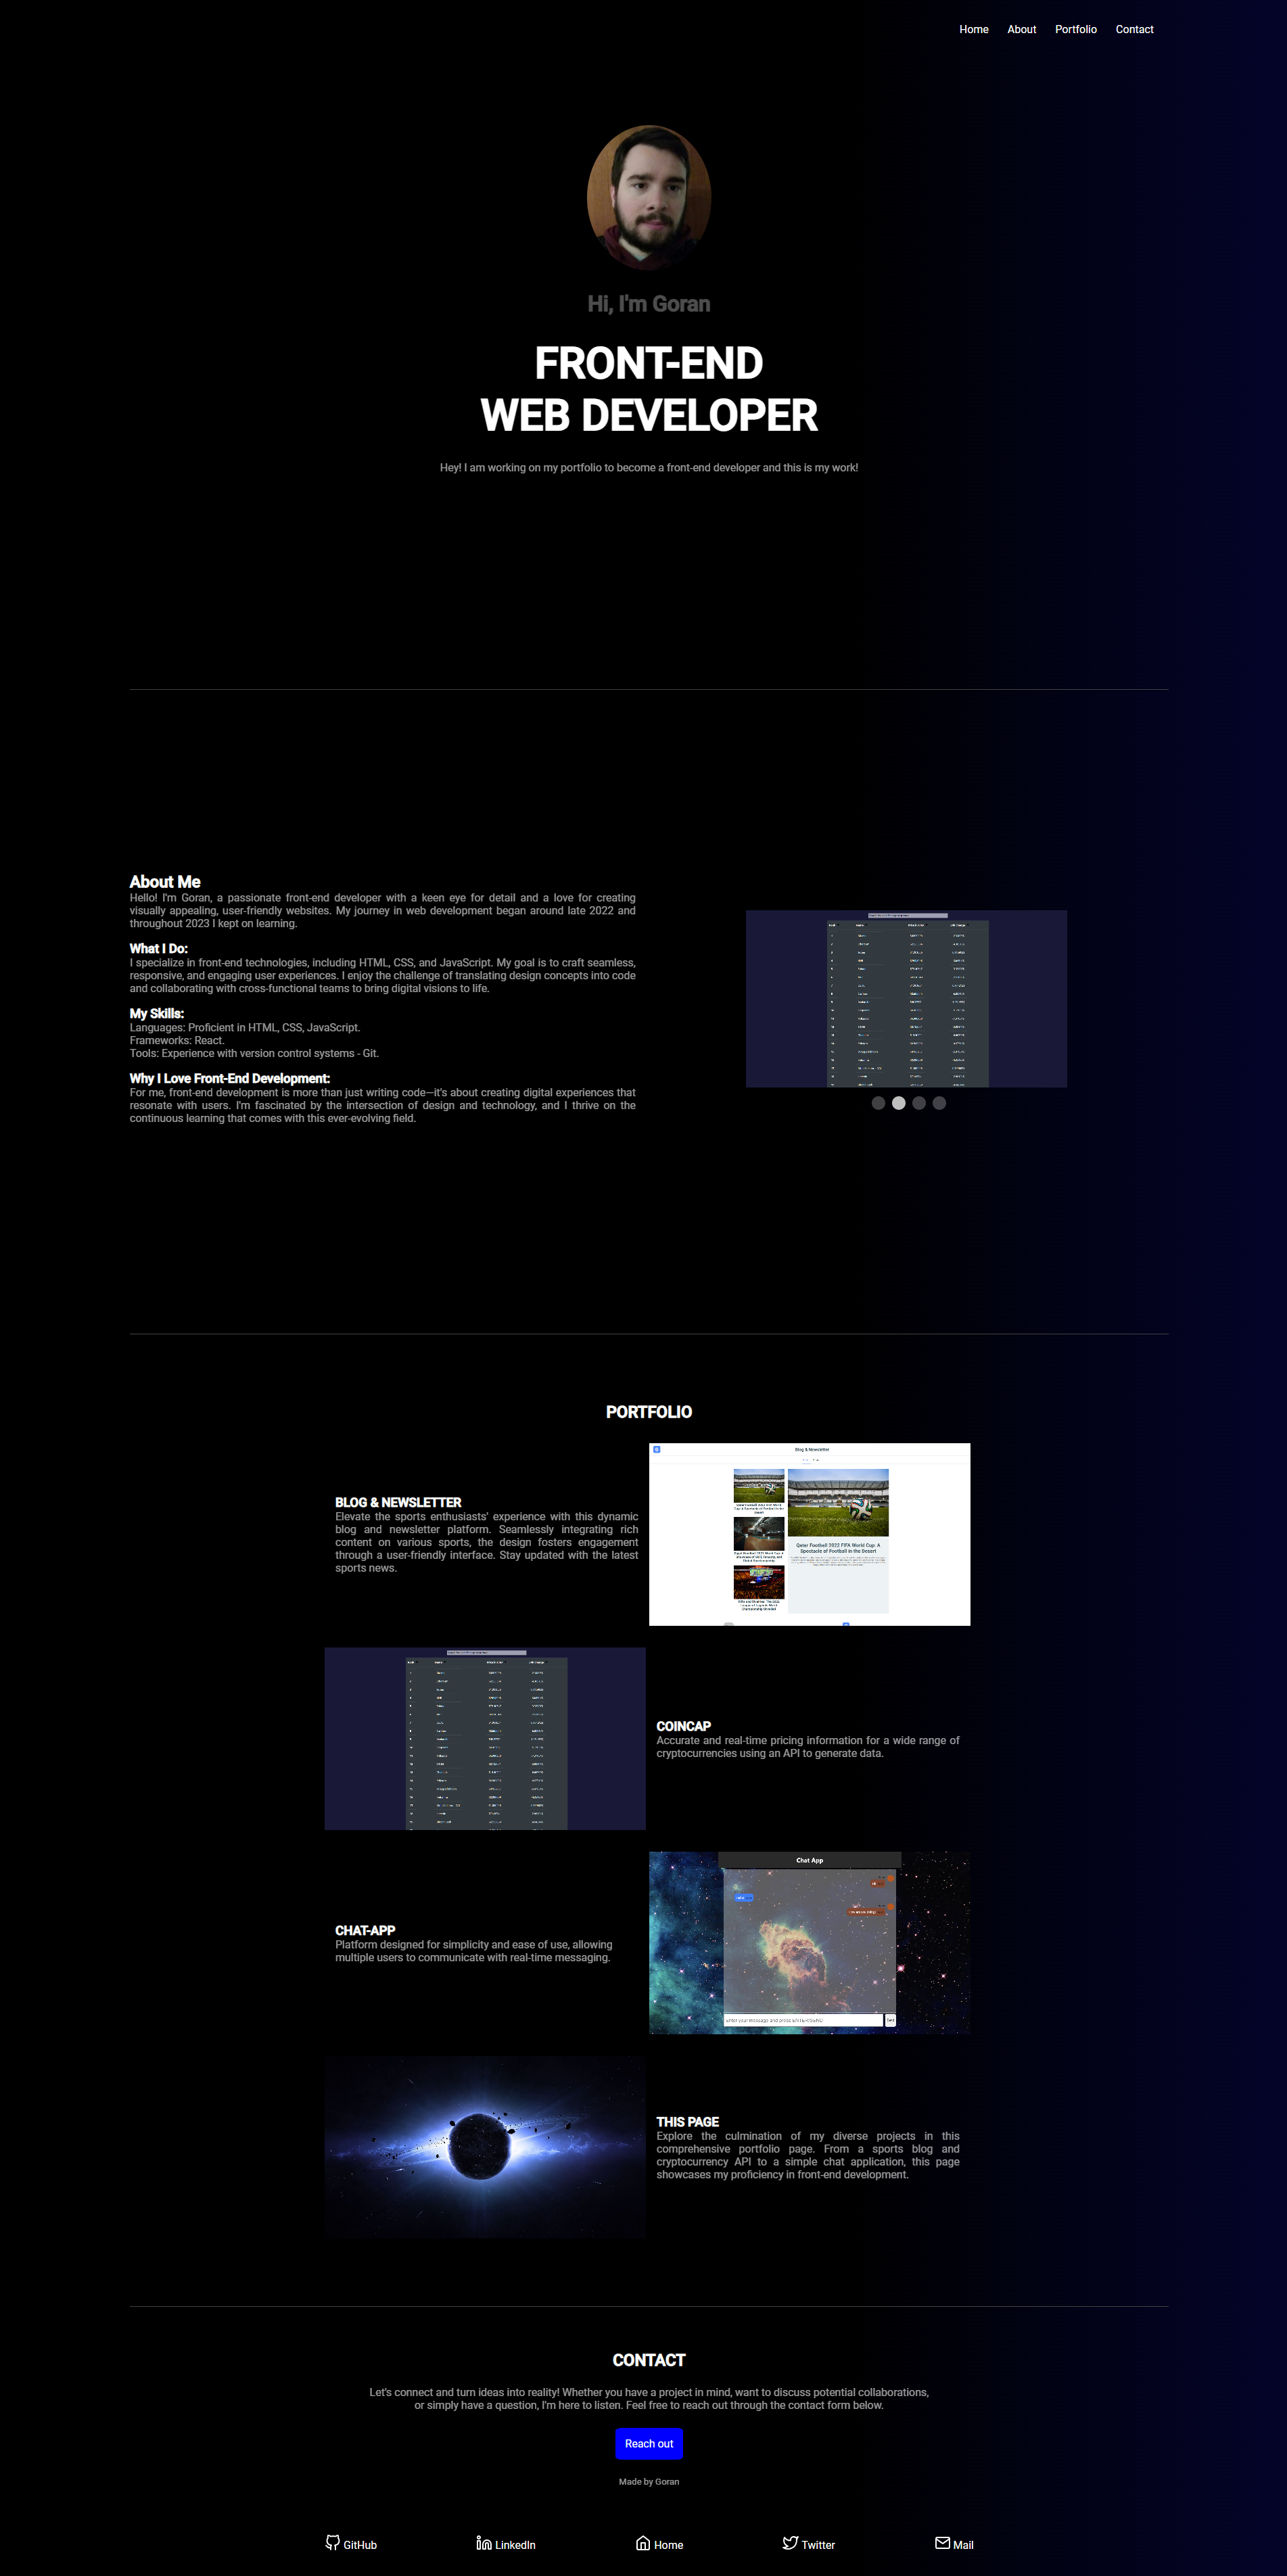 Home About Portfolio Contact
Hi, I'm Goran
FRONT-END
WEB DEVELOPER
Hey! I am working on my portfolio to become a front-end developer and this is my work!
About Me
Hello! I'm Goran, a passionate front-end developer with a keen eye for detail and a love for creating
visually appealing, user-friendly websites. My journey in web development began around late 2022 and
throughout 2023 I kept on learning.
What I Do:
I specialize in front-end technologies, including HTML, CSS, and JavaScript. My goal is to craft seamless,
responsive, and engaging user experiences. I enjoy the challenge of translating design concepts into code
and collaborating with cross-functional teams to bring digital visions to life.
My Skills:
Languages: Proficient in HTML, CSS, JavaScript.
Frameworks: React.
Tools: Experience with version control systems - Git.
Why I Love Front-End Development:
For me, front-end development is more than just writing code—it's about creating digital experiences that
resonate with users. I'm fascinated by the intersection of design and technology, and I thrive on the
continuous learning that comes with this ever-evolving field.
PORTFOLIO
BLOG & NEWSLETTER
Elevate the sports enthusiasts' experience with this dynamic
blog and newsletter platform. Seamlessly integrating rich
content on various sports, the design fosters engagement
through a user-friendly interface. Stay updated with the latest
sports news.
Blog & Newsletter
Qatar Football 2022 FIFA World Cup: A
Spectacle of Football in the Desert
COINCAP
Accurate and real-time pricing information for a wide range of
cryptocurrencies using an API to generate data.
CHAT-APP
Platform designed for simplicity and ease of use, allowing
multiple users to communicate with real-time messaging.
Chat App
Enter your message and press ENTER/SEND
THIS PAGE
Explore the culmination of my diverse projects in this
comprehensive portfolio page. From a sports blog and
cryptocurrency API to a simple chat application, this page
showcases my proficiency in front-end development.
CONTACT
Let's connect and turn ideas into reality! Whether you have a project in mind, want to discuss potential collaborations,
or simply have a question, I'm here to listen. Feel free to reach out through the contact form below.
Reach out
Made by Goran
GitHub LinkedIn Home Twitter Mail